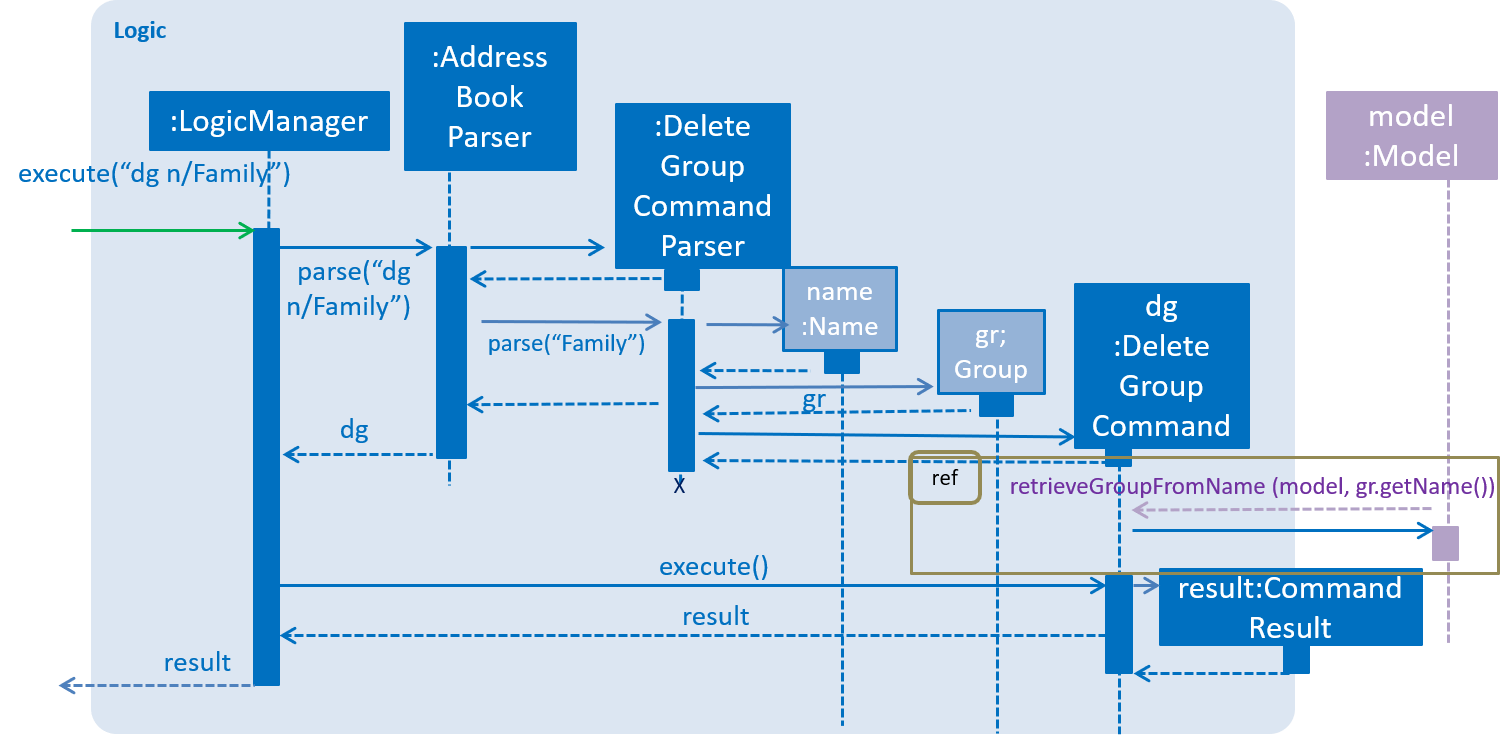 Logic
:Address
Book
Parser
:LogicManager
:Delete
Group
Command
Parser
model
:Model
execute(“dg n/Family”)
parse(“dg
n/Family”)
name
:Name
parse(“Family”)
gr;
Group
dg
:Delete
Group
Command
gr
dg
X
ref
retrieveGroupFromName (model, gr.getName())
execute()
result:Command
Result
result
result